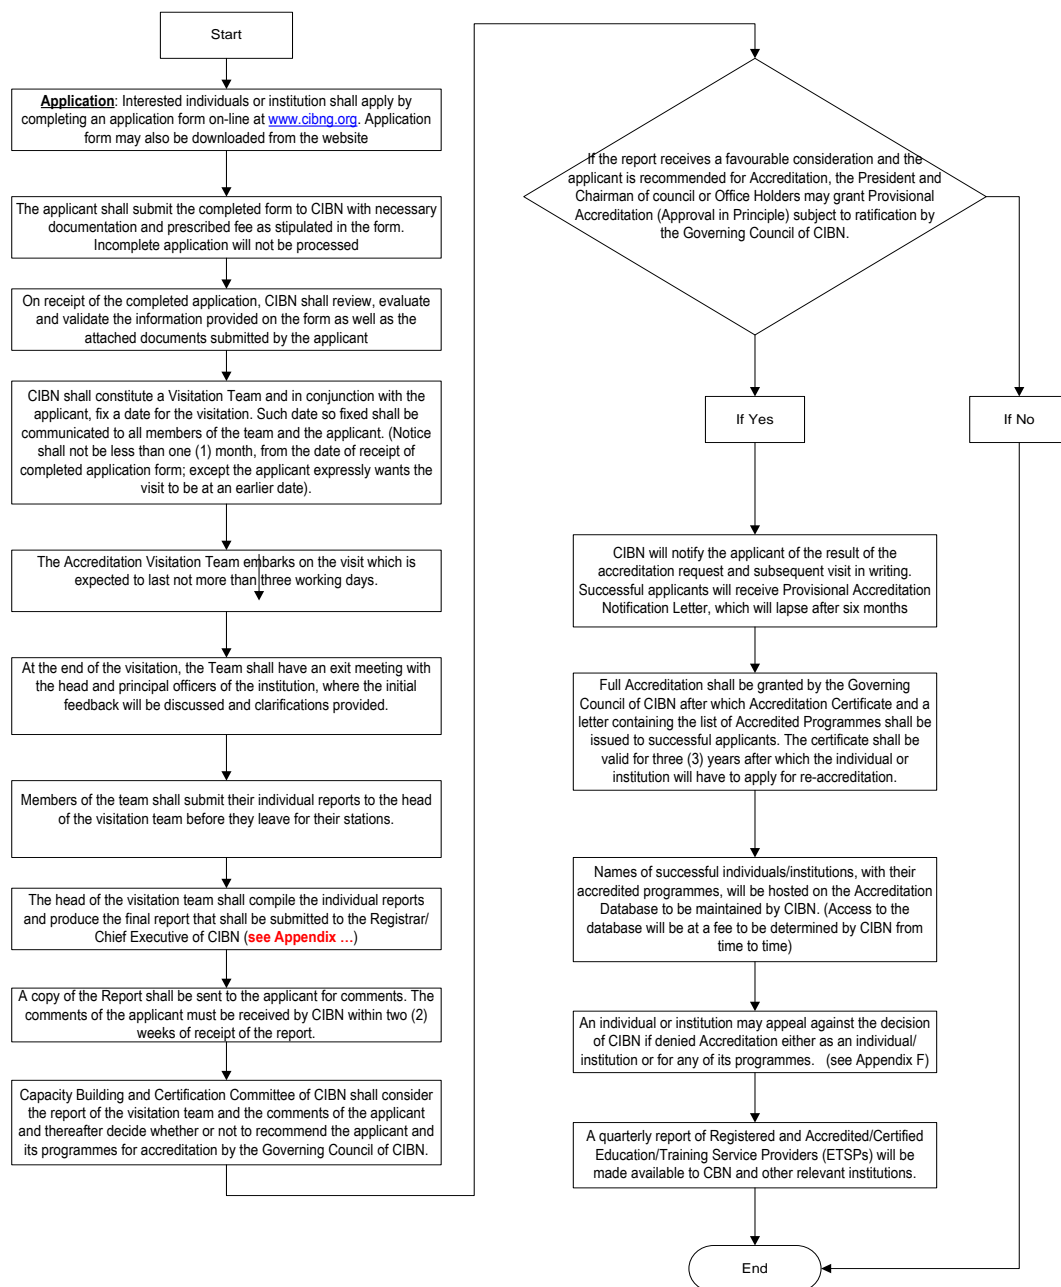 Start
Application: Interested individuals or institution shall apply by
completing an application form on-line at www.cibng.org. Application
form may also be downloaded from the website
The applicant shall submit the completed form to CIBN with necessary
documentation and prescribed fee as stipulated in the form.
Incomplete application will not be processed
On receipt of the completed application, CIBN shall review, evaluate
and validate the information provided on the form as well as the
attached documents submitted by the applicant
CIBN shall constitute a Visitation Team and in conjunction with the
applicant, fix a date for the visitation. Such date so fixed shall be
communicated to all members of the team and the applicant. (Notice
shall not be less than one (1) month, from the date of receipt of
completed application form; except the applicant expressly wants the
visit to be at an earlier date).
The Accreditation Visitation Team embarks on the visit which is
expected to last not more than three working days.
At the end of the visitation, the Team shall have an exit meeting with
the head and principal officers of the institution, where the initial
feedback will be discussed and clarifications provided.
Members of the team shall submit their individual reports to the head
of the visitation team before they leave for their stations.
The head of the visitation team shall compile the individual reports
and produce the final report that shall be submitted to the Registrar/
Chief Executive of CIBN (see Appendix ...)
A copy of the Report shall be sent to the applicant for comments. The
comments of the applicant must be received by CIBN within two (2)
weeks of receipt of the report.
Capacity Building and Certification Committee of CIBN shall consider
the report of the visitation team and the comments of the applicant
and thereafter decide whether or not to recommend the applicant and
its programmes for accreditation by the Governing Council of CIBN.
If the report receives a favourable consideration and the
applicant is recommended for Accreditation, the President and
Chairman of council or Office Holders may grant Provisional
Accreditation (Approval in Principle) subject to ratification by
the Governing Council of CIBN.
If Yes
If No
CIBN will notify the applicant of the result of the
accreditation request and subsequent visit in writing.
Successful applicants will receive Provisional Accreditation
Notification Letter, which will lapse after six months
Full Accreditation shall be granted by the Governing
Council of CIBN after which Accreditation Certificate and a
letter containing the list of Accredited Programmes shall be
issued to successful applicants. The certificate shall be
valid for three (3) years after which the individual or
institution will have to apply for re-accreditation.
Names of successful individuals/institutions, with their
accredited programmes, will be hosted on the Accreditation
Database to be maintained by CIBN. (Access to the
database will be at a fee to be determined by CIBN from
time to time)
An individual or institution may appeal against the decision
of CIBN if denied Accreditation either as an individual/
institution or for any of its programmes. (see Appendix F)
A quarterly report of Registered and Accredited/Certified
Education/Training Service Providers (ETSPs) will be
made available to CBN and other relevant institutions.
End